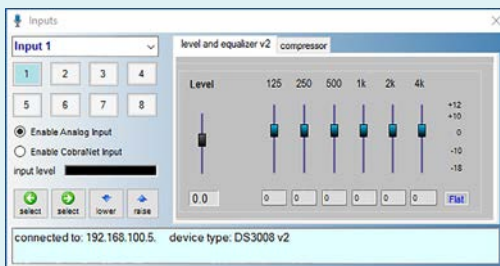 Inputs
Input 1
1 2 3 4
5 6 7 8
Enable Analog Input
Enable CobraNet Input
input level
select select lower raise
level and equalizer v2 compressor
Level 125 250 500 1k 2k 4k
+12
+10
0
-10
-18
0.0 0 0 0 0 0 0 Flat
connected to: 192.168.100.5. device type: DS3008 v2